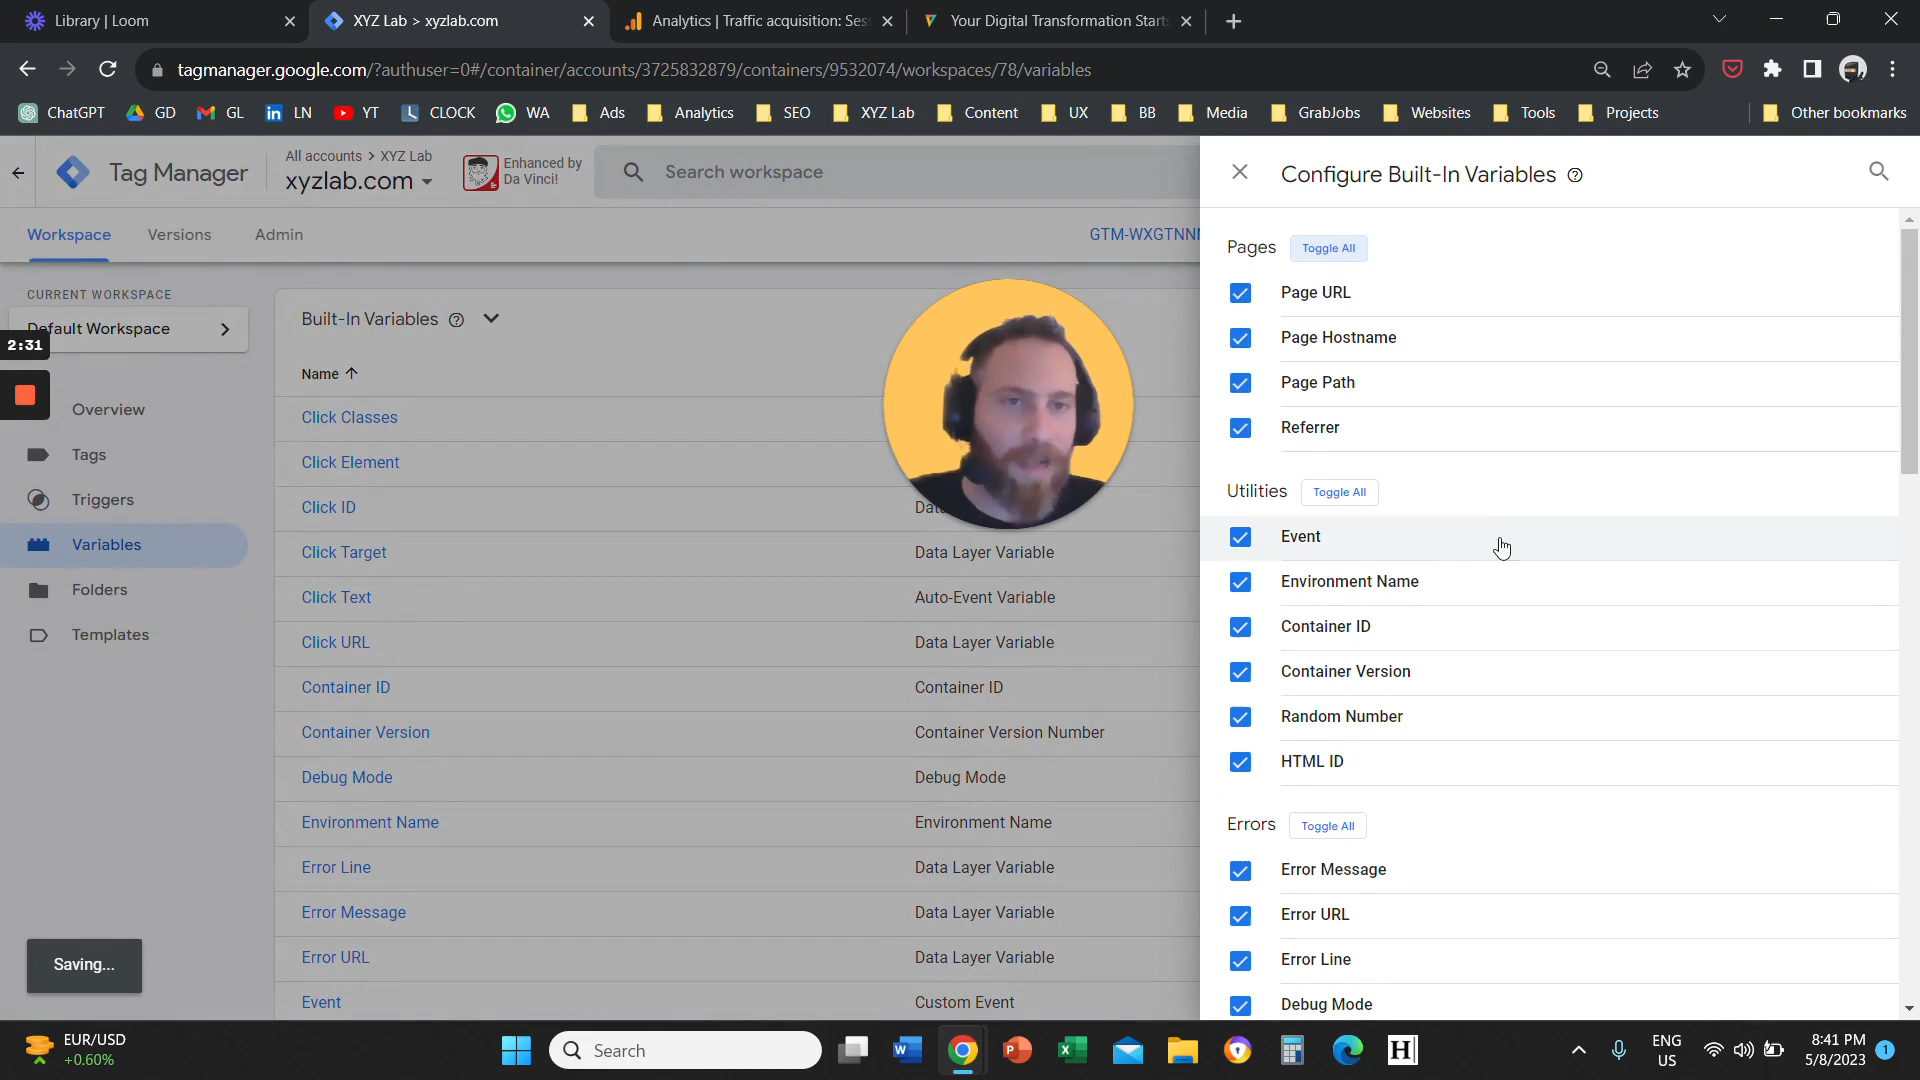 Library | Loom
XYZ Lab > xyzlab.com
Analytics | Traffic acquisition: Ses
Your Digital Transformation Start
tagmanager.google.com/?authuser=0#/container/accounts/3725832879/containers/9532074/workspaces/78/variables
ChatGPT GD GL LN YT CLOCK WA Ads Analytics SEO XYZ Lab Content UX BB Media GrabJobs Websites Tools Projects Other bookmarks
Tag Manager
All accounts > XYZ Lab
xyzlab.com
Enhanced by
Da Vinci!
Search workspace
Workspace Versions Admin
GTM-WXGTNN
CURRENT WORKSPACE
Default Workspace
2:31
Overview
Tags
Triggers
Variables
Folders
Templates
Saving...
Built-In Variables
Name
Click Classes
Click Element
Click ID Dat
Click Target Data Layer Variable
Click Text Auto-Event Variable
Click URL Data Layer Variable
Container ID Container ID
Container Version Container Version Number
Debug Mode Debug Mode
Environment Name Environment Name
Error Line Data Layer Variable
Error Message Data Layer Variable
Error URL Data Layer Variable
Event Custom Event
Configure Built-In Variables
Pages Toggle All
Page URL
Page Hostname
Page Path
Referrer
Utilities Toggle All
Event
Environment Name
Container ID
Container Version
Random Number
HTML ID
Errors Toggle All
Error Message
Error URL
Error Line
Debug Mode
EUR/USD
+0.60%
Search
ENG
US
8:41 PM
5/8/2023
1